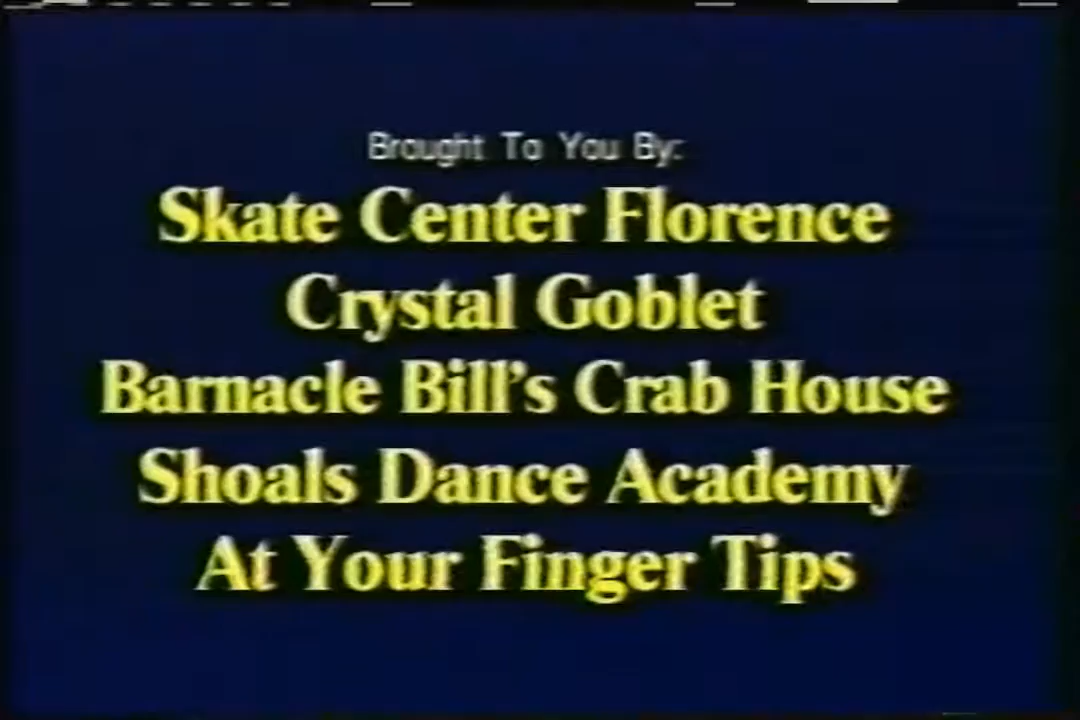 Brought To You By:
Skate Center Florence
Crystal Goblet
Barnacle Bill's Crab House
Shoals Dance Academy
At Your Finger Tips